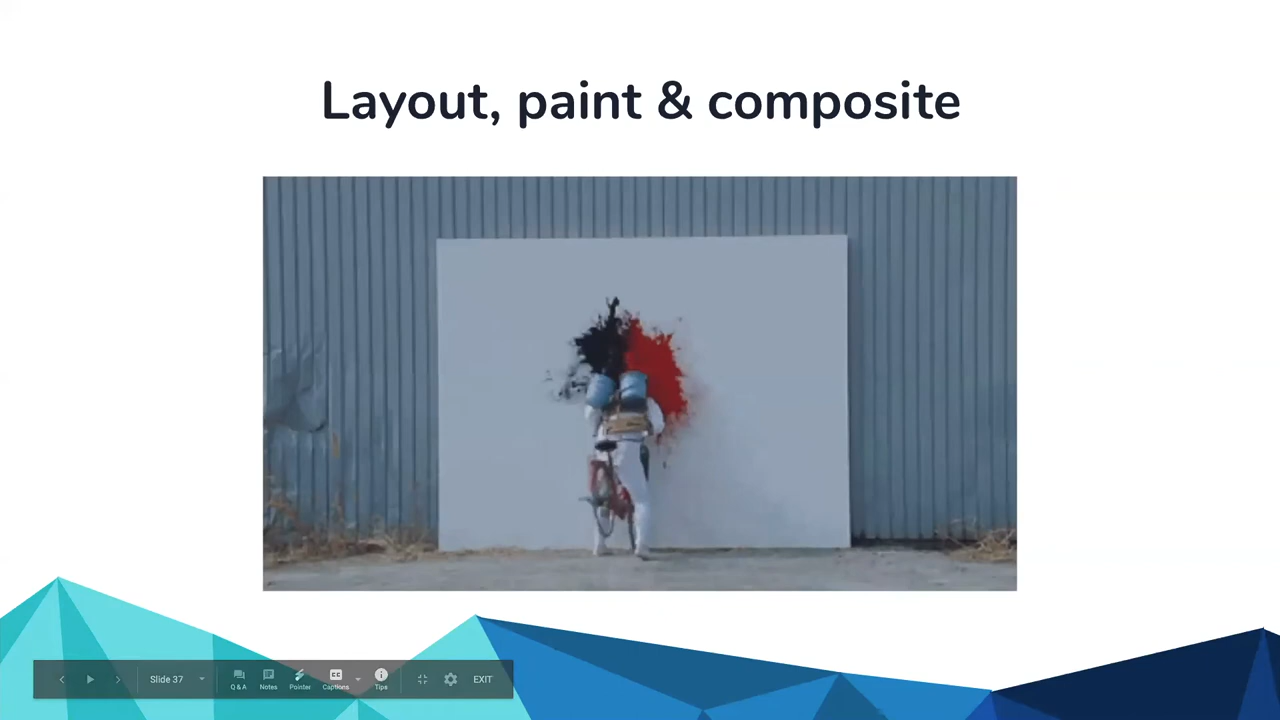 Layout, paint & composite
Slide 37
Q & A
Notes
Pointer
Captions
Tips
EXIT